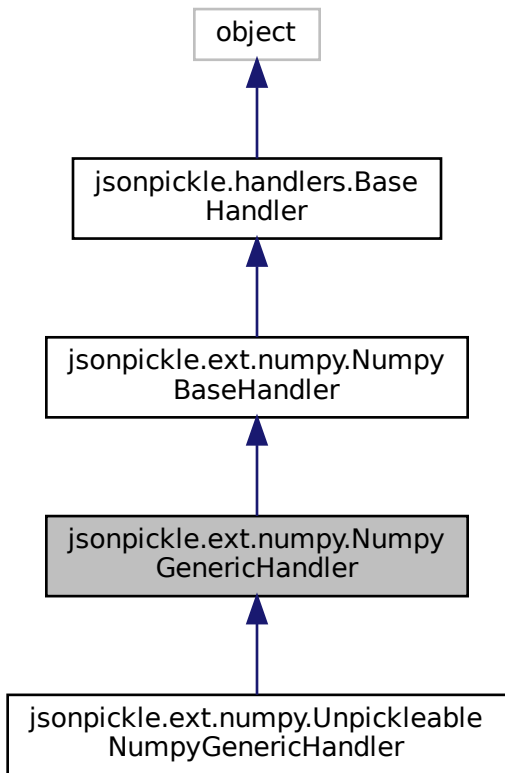 object
jsonpickle.handlers.Base
Handler
jsonpickle.ext.numpy.Numpy
BaseHandler
jsonpickle.ext.numpy.Numpy
GenericHandler
jsonpickle.ext.numpy.Unpickleable
NumpyGenericHandler